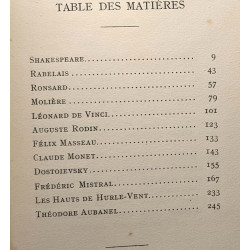 TABLE DES MATIÈRES
SHAKESPEARE. 9
RABELAIS 43
RONSARD 57
MOLIÈRE 79
LÉONARD DE VINCI. 101
AUGUSTE RODIN 123
FÉLIX MASSEAU 133
CLAUDE MONET 143
DOSTOIEVSKY 155
FRÉDÉRIC MISTRAL 167
LES HAUTS DE HURLE-VENT. 233
THÉODORE AUBANEL 245